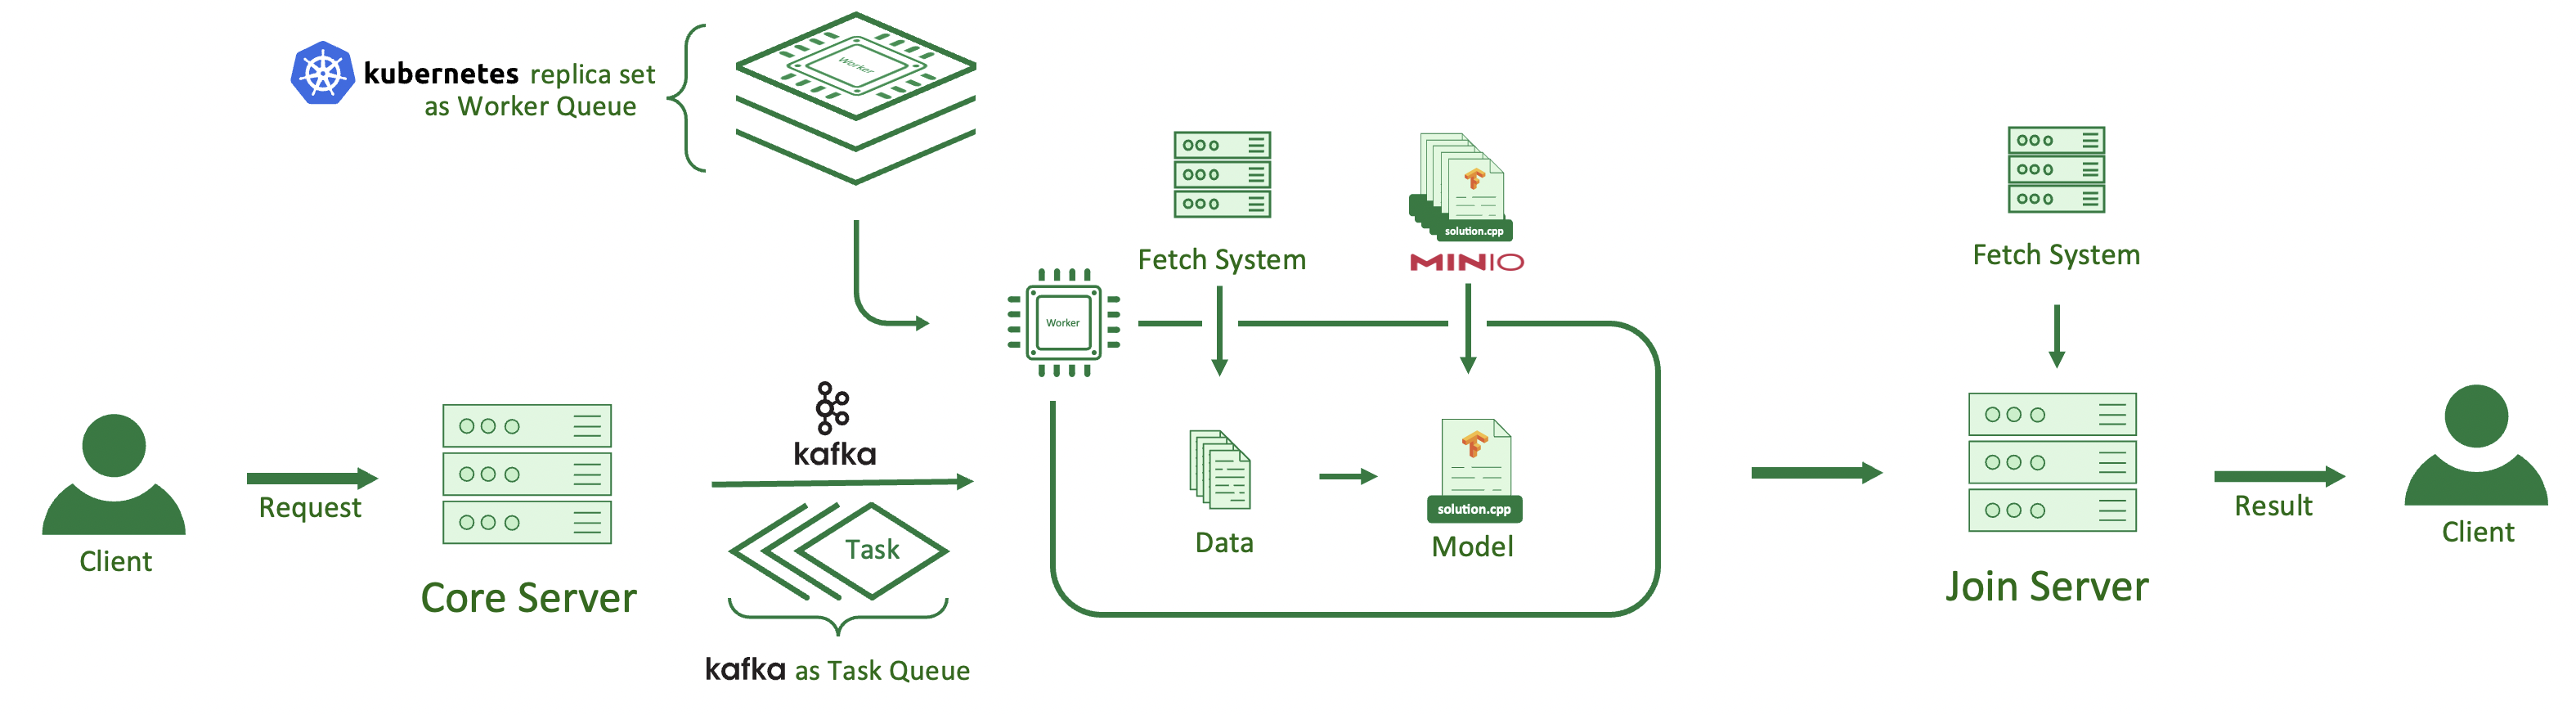 kubernetes replica set
as Worker Queue
Worker
Fetch System
solution.cpp
MINIO
Fetch System
Worker
kafka
Client
Request
Core Server
Task
kafka as Task Queue
Data
solution.cpp
Model
Join Server
Result
Client